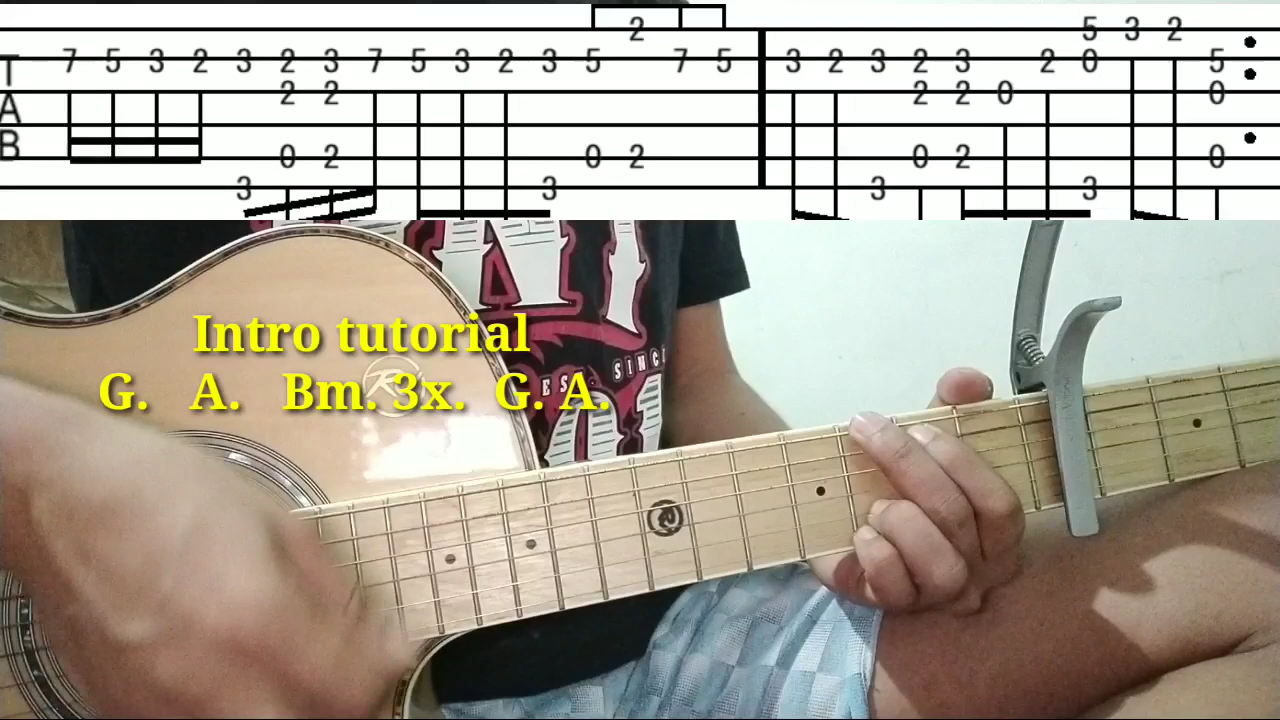 2
5 3 2
T 7 5 3 2 3 2 3 7 5 3 2 3 5 7 5 3 2 3 2 3 2 0 5
A 2 2 2 2 0 0
B 0 2 0 2 0 2 0
3 3 3 3
Intro tutorial
G. A. Bm. 3x. G. A.
R
SINC